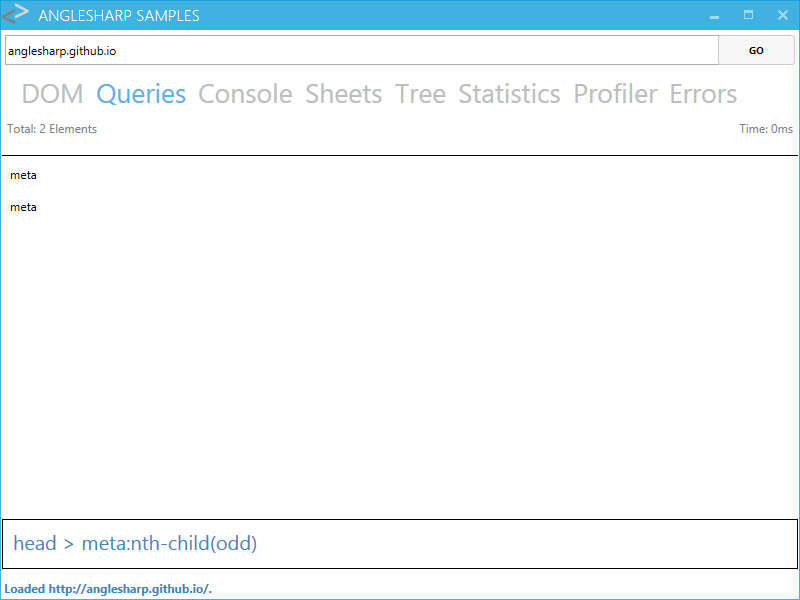 ANGLESHARP SAMPLES
anglesharp.github.io GO
DOM Queries Console Sheets Tree Statistics Profiler Errors
Total: 2 Elements Time: 0ms
meta
meta
head > meta:nth-child(odd)
Loaded http://anglesharp.github.io/.